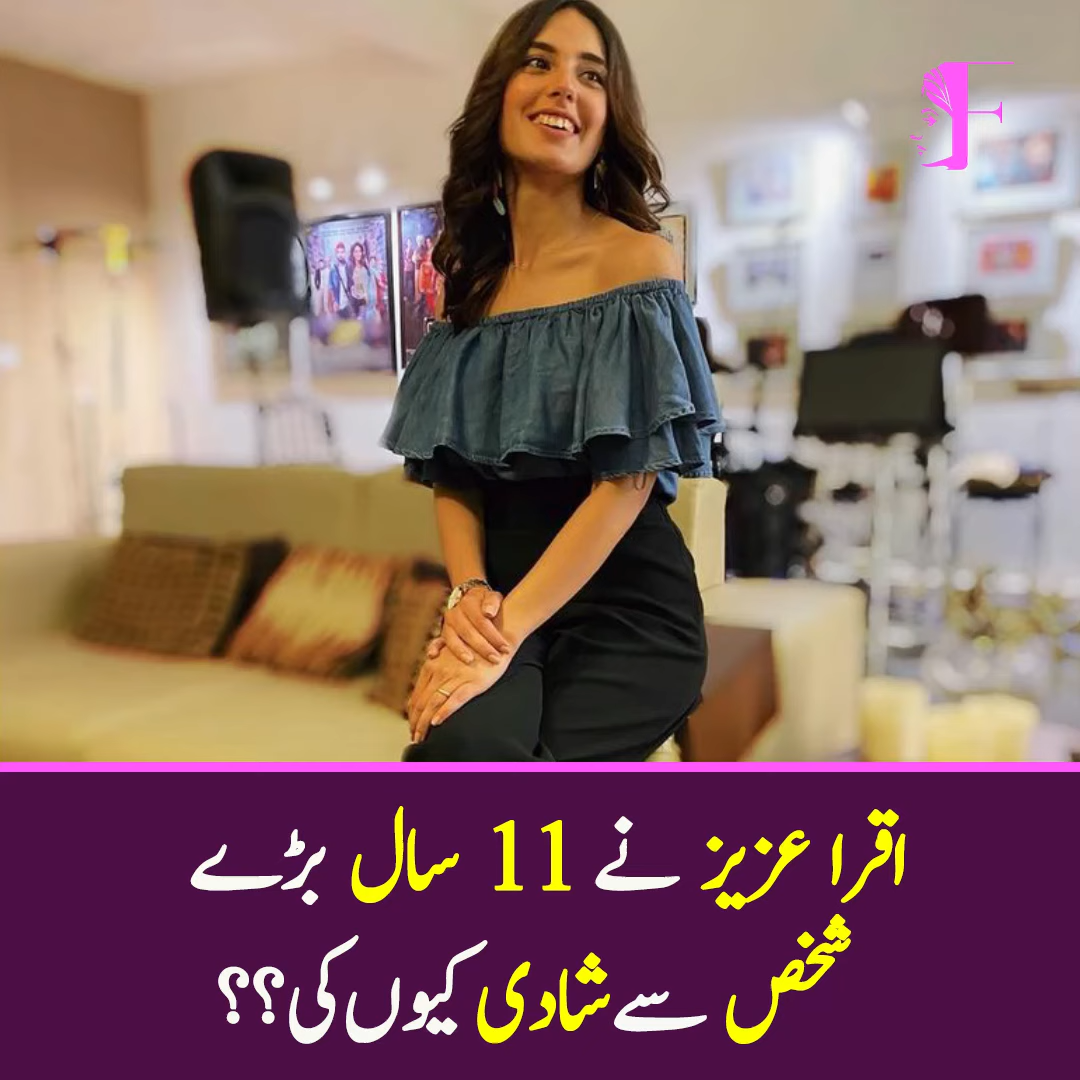 F
اقرا عزیز نے 11 سال بڑے
شخص سے شادی کیوں کی؟؟